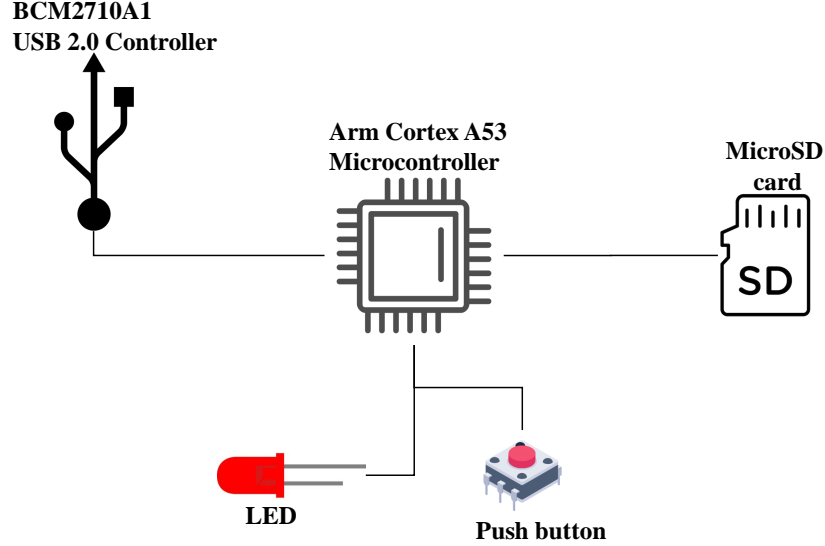 BCM2710A1
USB 2.0 Controller
Arm Cortex A53
Microcontroller
MicroSD
card
SD
LED
Push button